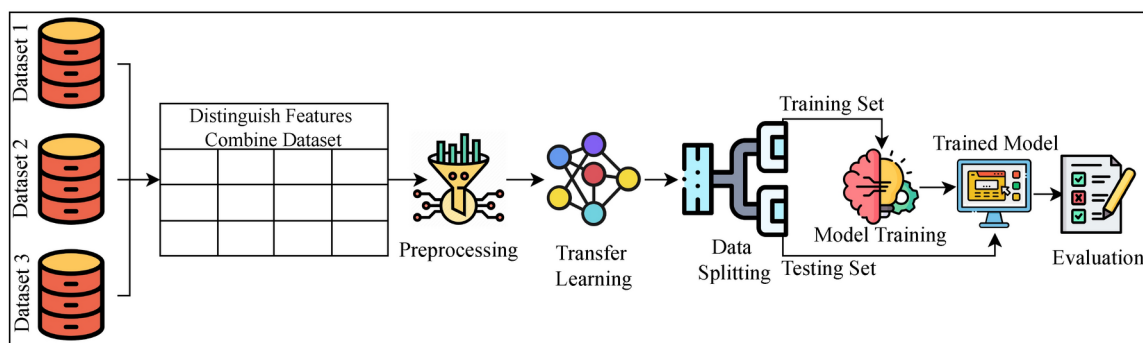 Dataset 1
Dataset 2
Dataset 3
Distinguish Features
Combine Dataset
Preprocessing
Transfer
Learning
Data
Splitting
Training Set
Testing Set
Model Training
Trained Model
Evaluation